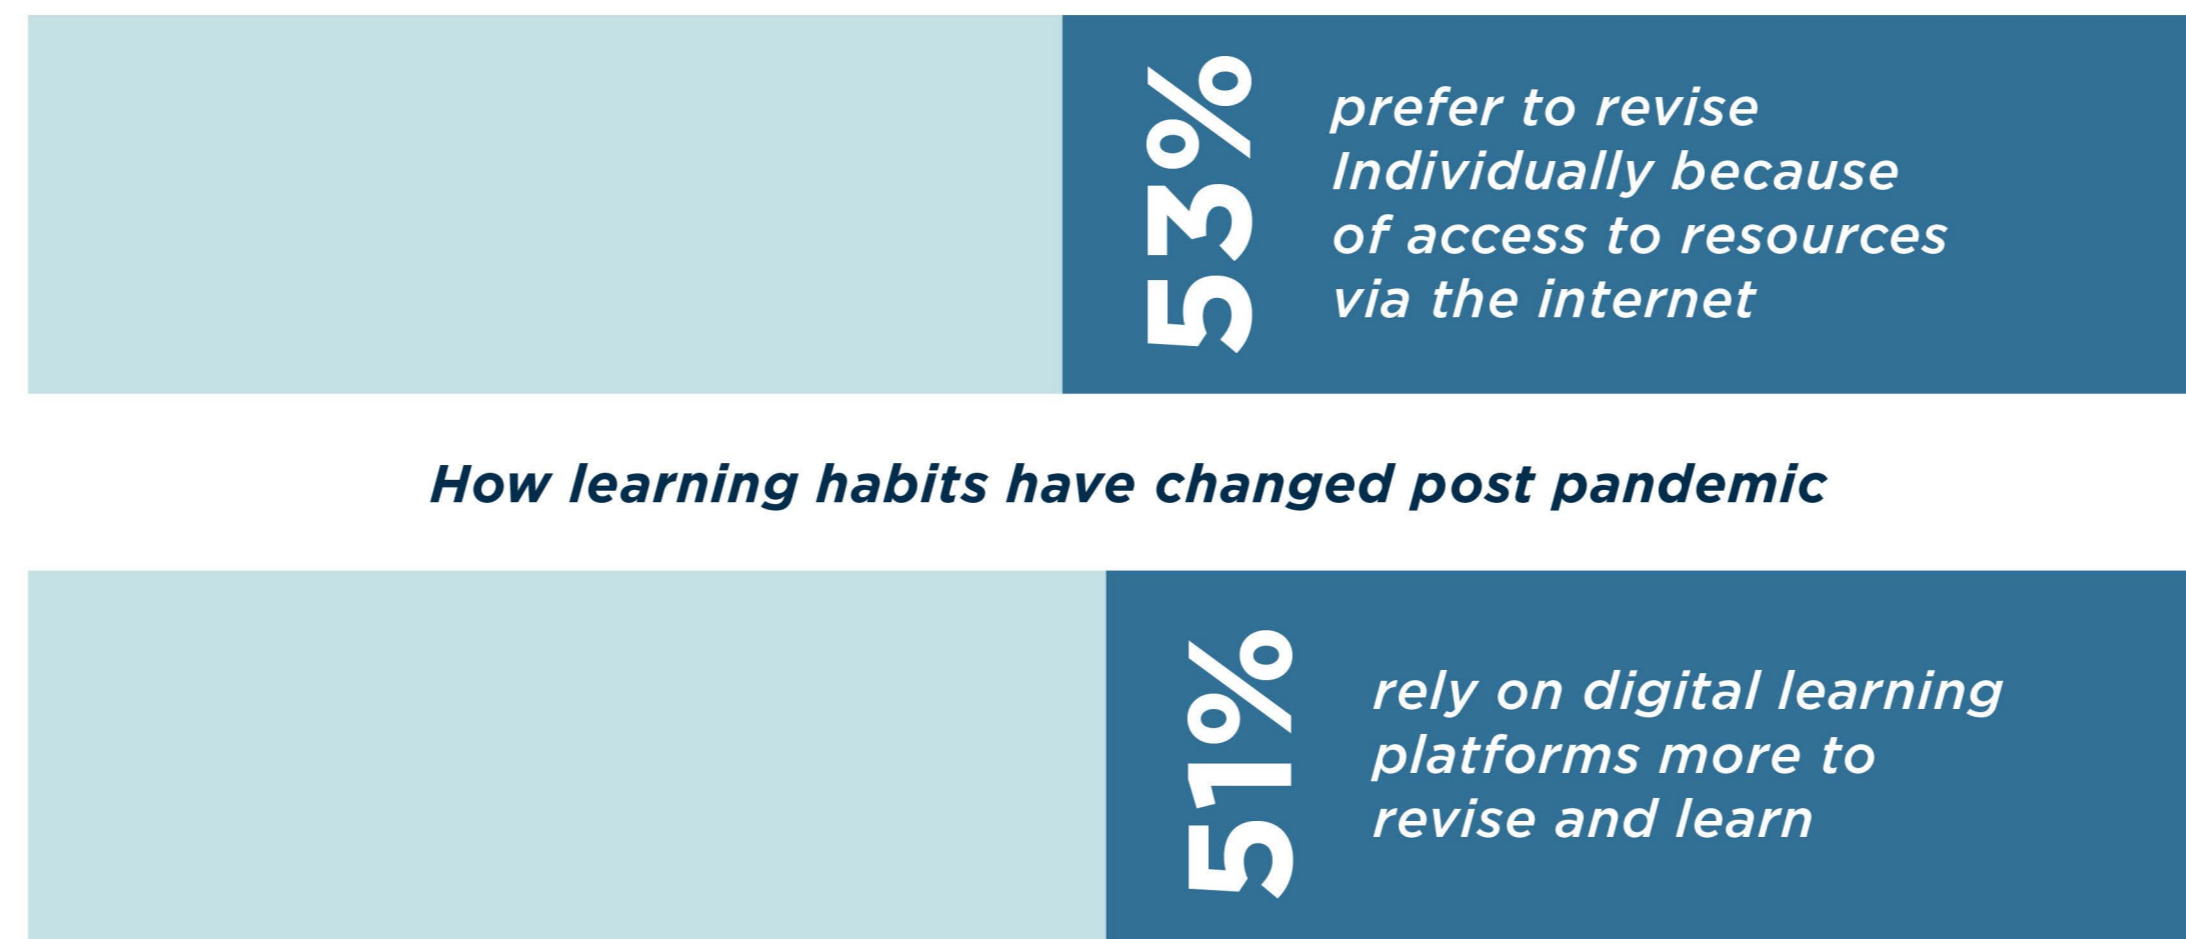 53%
prefer to revise
Individually because
of access to resources
via the internet
How learning habits have changed post pandemic
51%
rely on digital learning
platforms more to
revise and learn